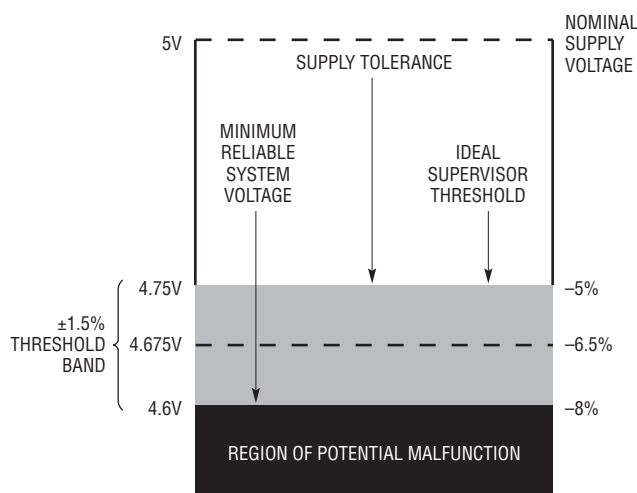 5V
NOMINAL
SUPPLY
VOLTAGE
SUPPLY TOLERANCE
MINIMUM
RELIABLE
SYSTEM
VOLTAGE
IDEAL
SUPERVISOR
THRESHOLD
4.75V
–5%
±1.5%
THRESHOLD
BAND
4.675V
–6.5%
4.6V
–8%
REGION OF POTENTIAL MALFUNCTION